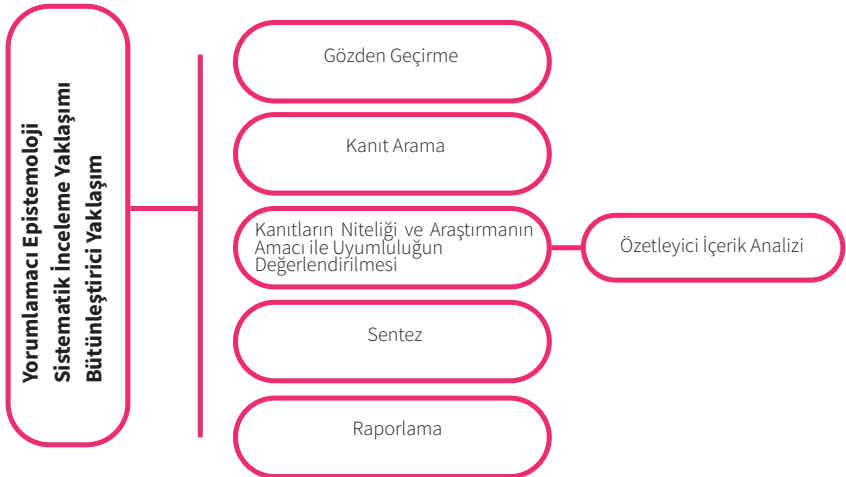 Yorumlamacı Epistemoloji
Sistematik İnceleme Yaklaşımı
Bütünleştirici Yaklaşım
Gözden Geçirme
Kanıt Arama
Kanıtların Niteliği ve Araştırmanın
Amacı ile Uyumluluğun
Değerlendirilmesi
Özetleyici İçerik Analizi
Sentez
Raporlama